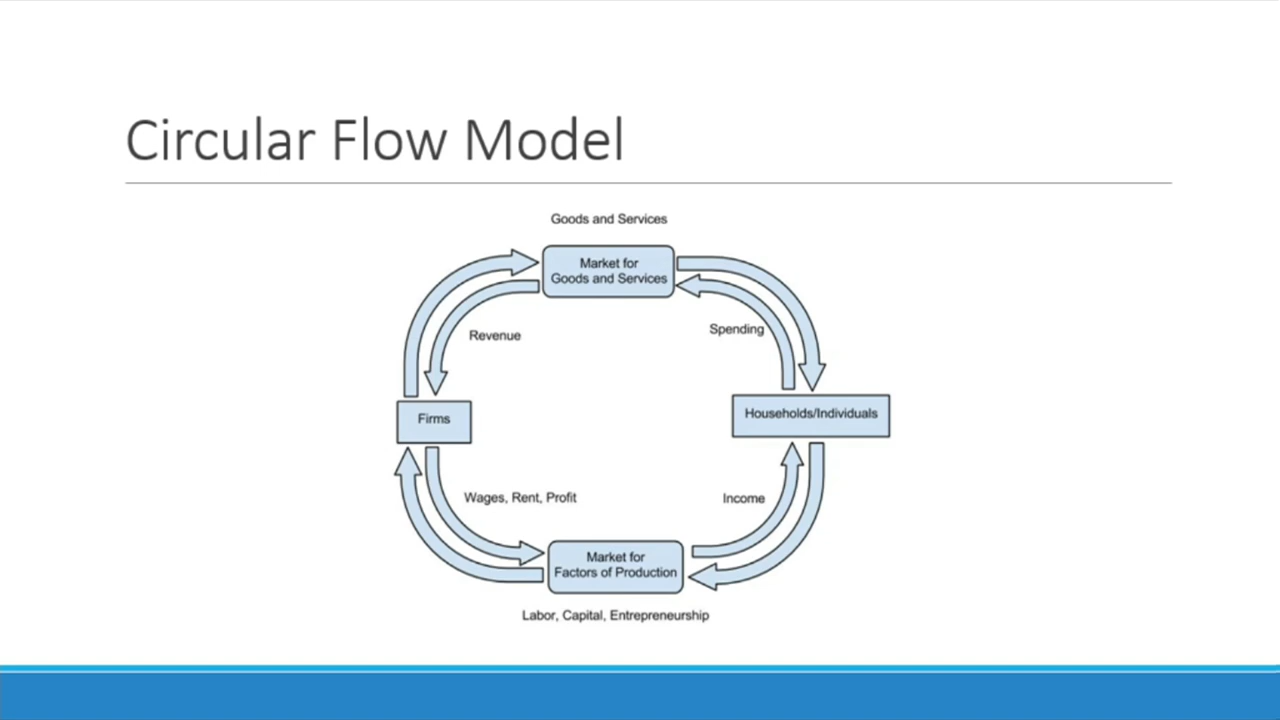 Circular Flow Model
Goods and Services
Market for
Goods and Services
Revenue
Spending
Firms
Households/Individuals
Wages, Rent, Profit
Income
Market for
Factors of Production
Labor, Capital, Entrepreneurship